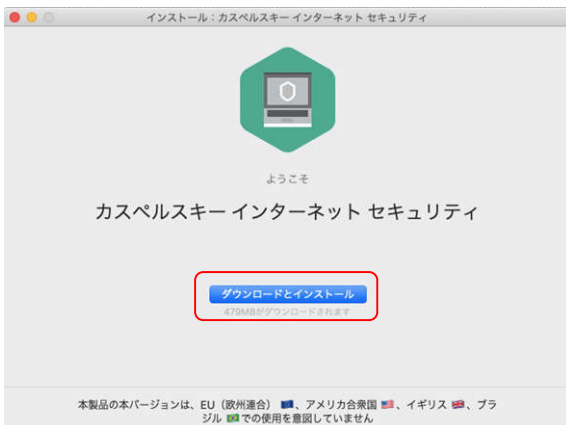 インストール：カスペルスキー インターネット セキュリティ
ようこそ
カスペルスキー インターネット セキュリティ
ダウンロードとインストール
479MBがダウンロードされます
本製品の本バージョンは、EU（欧州連合） 🇪🇺、アメリカ合衆国 🇺🇸、イギリス 🇬🇧、ブラ
ジル 🇧🇷 での使用を意図していません